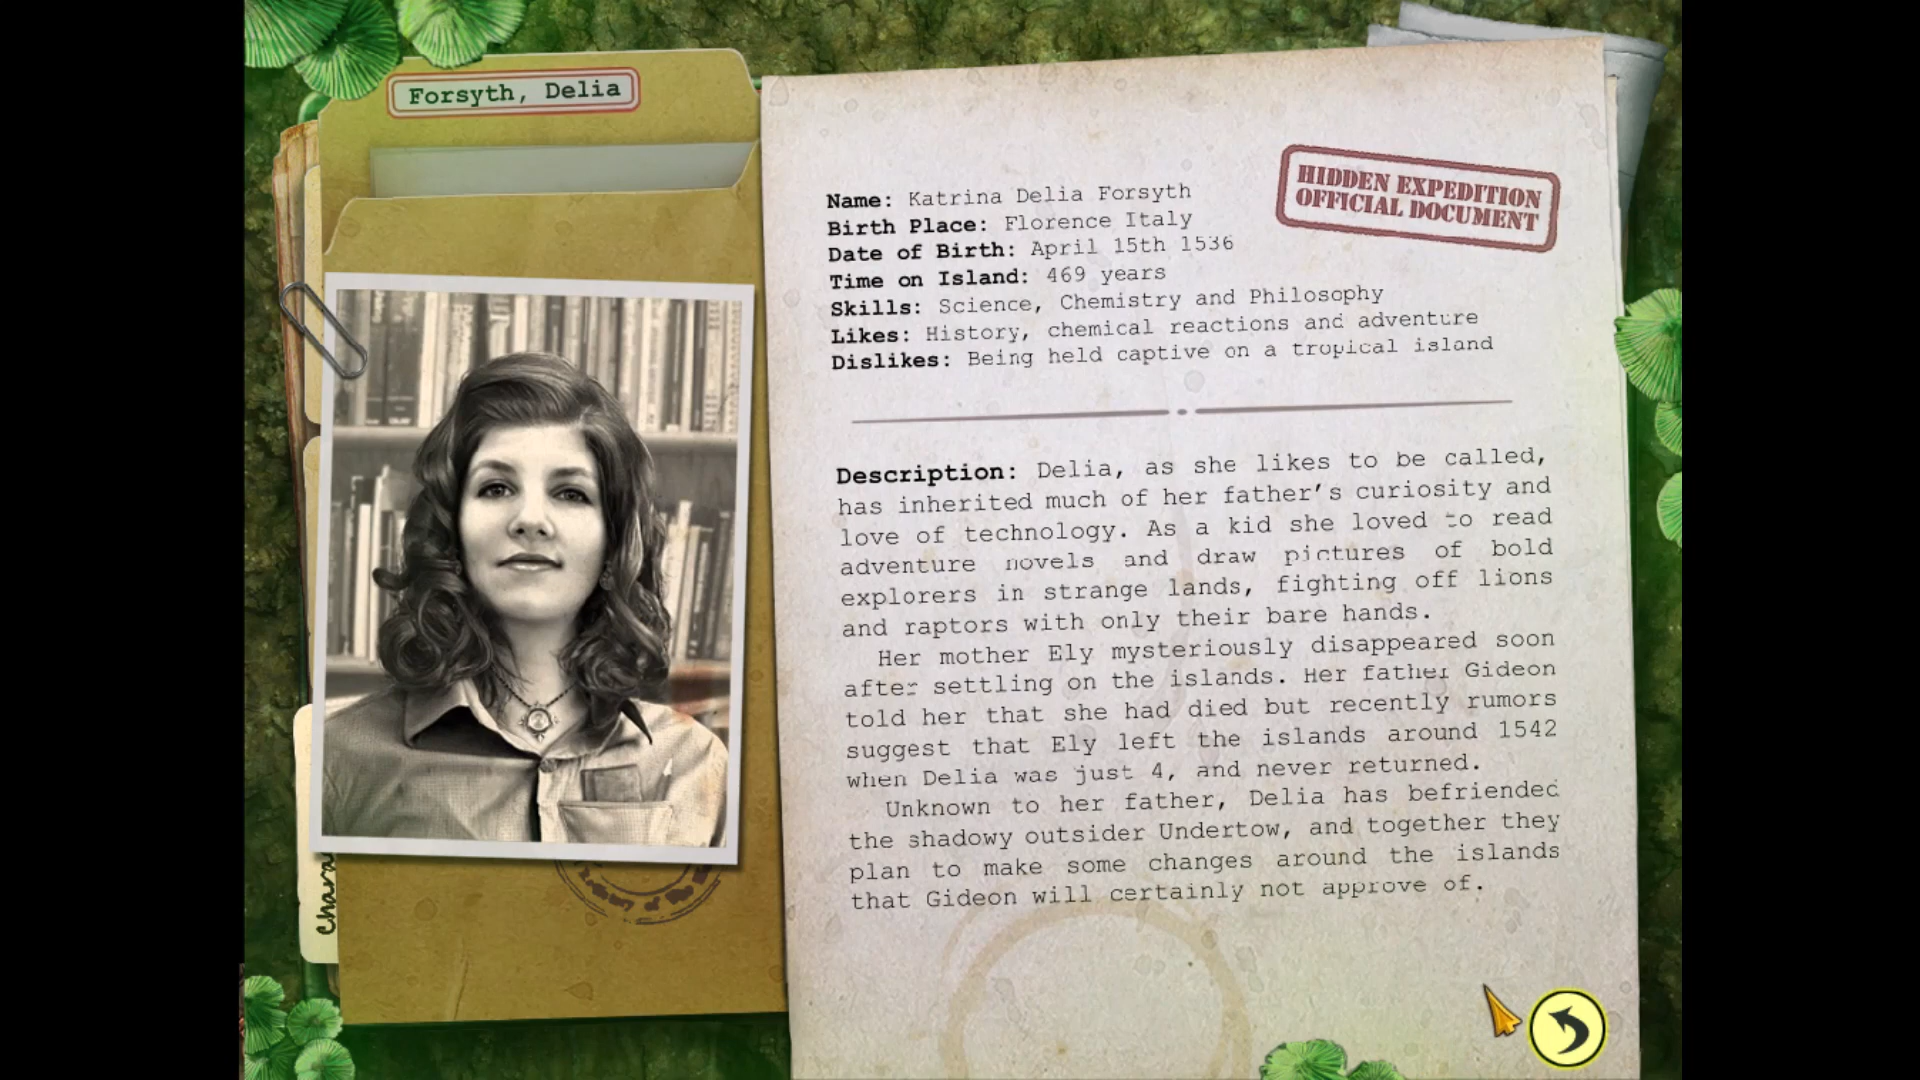 Forsyth, Delia
HIDDEN EXPEDITION
OFFICIAL DOCUMENT
Name: Katrina Delia Forsyth
Birth Place: Florence Italy
Date of Birth: April 15th 1536
Time on Island: 469 years
Skills: Science, Chemistry and Philosophy
Likes: History, chemical reactions and adventure
Dislikes: Being held captive on a tropical island
Description: Delia, as she likes to be called,
has inherited much of her father's curiosity and
love of technology. As a kid she loved to read
adventure novels and draw pictures of bold
explorers in strange lands, fighting off lions
and raptors with only their bare hands.
Her mother Ely mysteriously disappeared soon
after settling on the islands. Her father Gideon
told her that she had died but recently rumors
suggest that Ely left the islands around 1542
when Delia was just 4, and never returned.
Unknown to her father, Delia has befriended
the shadowy outsider Undertow, and together they
plan to make some changes around the islands
that Gideon will certainly not approve of.
Chara